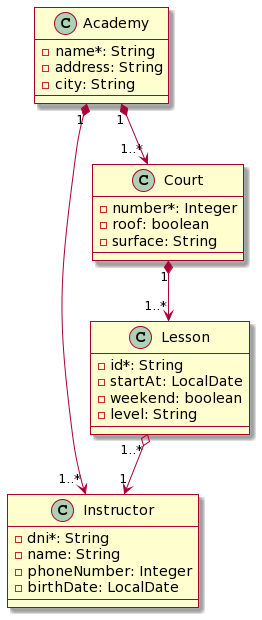 C Academy
name*: String
address: String
city: String
1 1
1..*
C Court
number*: Integer
roof: boolean
surface: String
1
1..*
C Lesson
id*: String
startAt: LocalDate
weekend: boolean
level: String
1..*
1..* 1
C Instructor
dni*: String
name: String
phoneNumber: Integer
birthDate: LocalDate